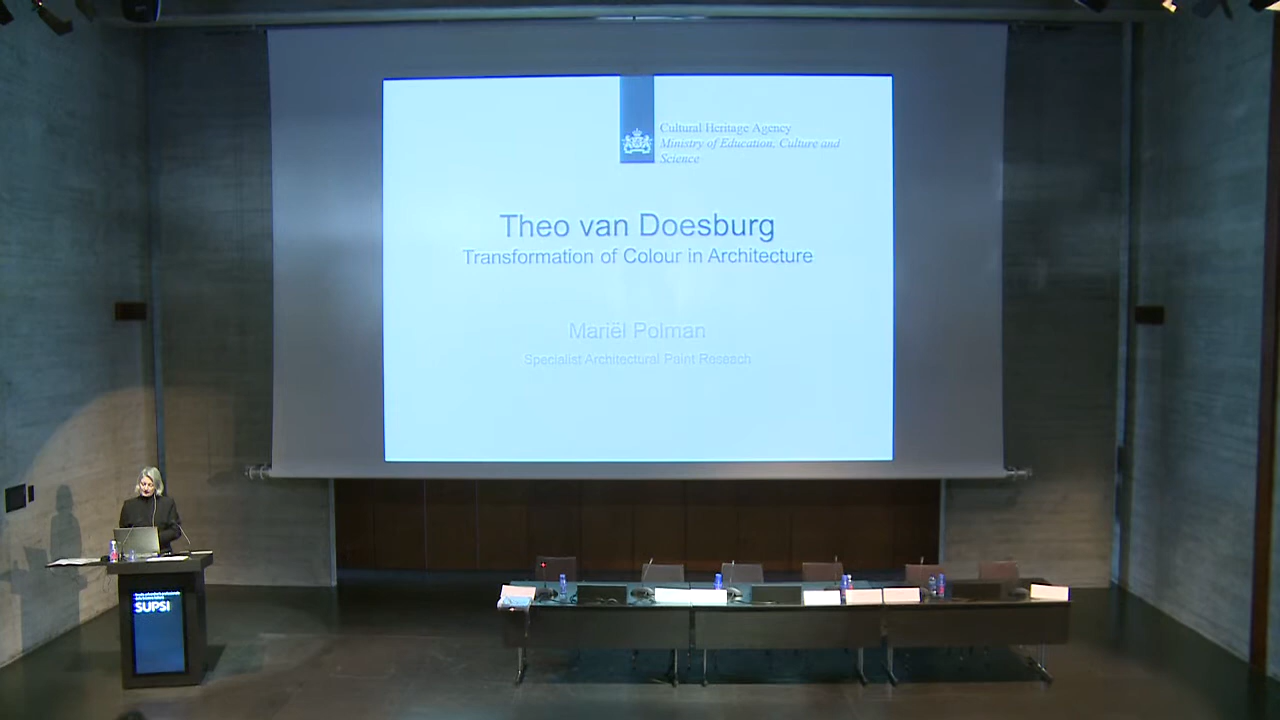 Cultural Heritage Agency
Ministry of Education, Culture and
Science
Theo van Doesburg
Transformation of Colour in Architecture
Mariël Polman
Specialist Architectural Paint Reseach
SUPSI